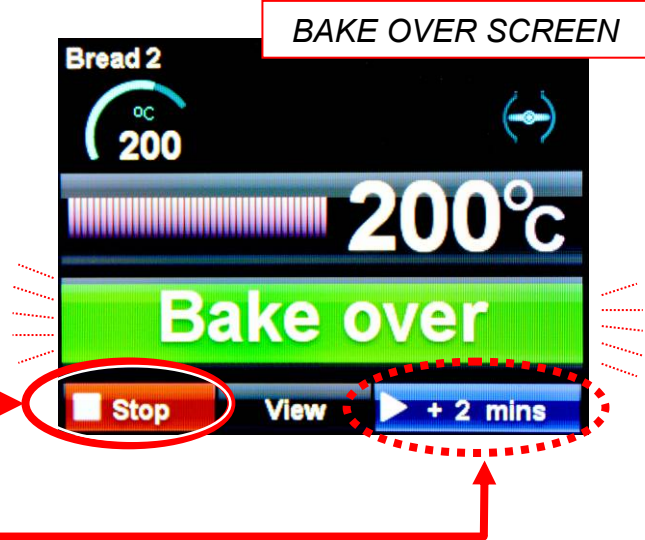 BAKE OVER SCREEN
Bread 2
°C
200
200°C
Bake over
Stop
View
+ 2 mins